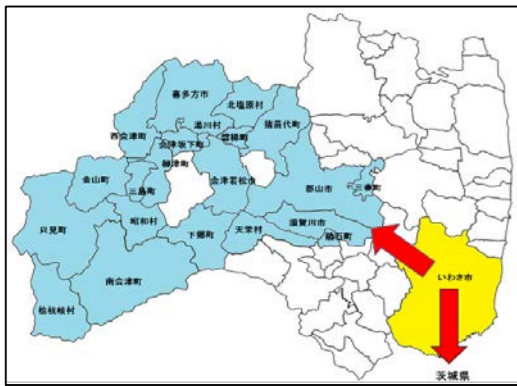 喜多方市
北塩原村
湯川村
磐梯町
猪苗代町
西会津町
会津坂下町
柳津町
会津若松市
金山町
三島町
郡山市
三春町
昭和村
只見町
下郷町
天栄村
須賀川市
鏡石町
南会津町
檜枝岐村
いわき市
茨城県